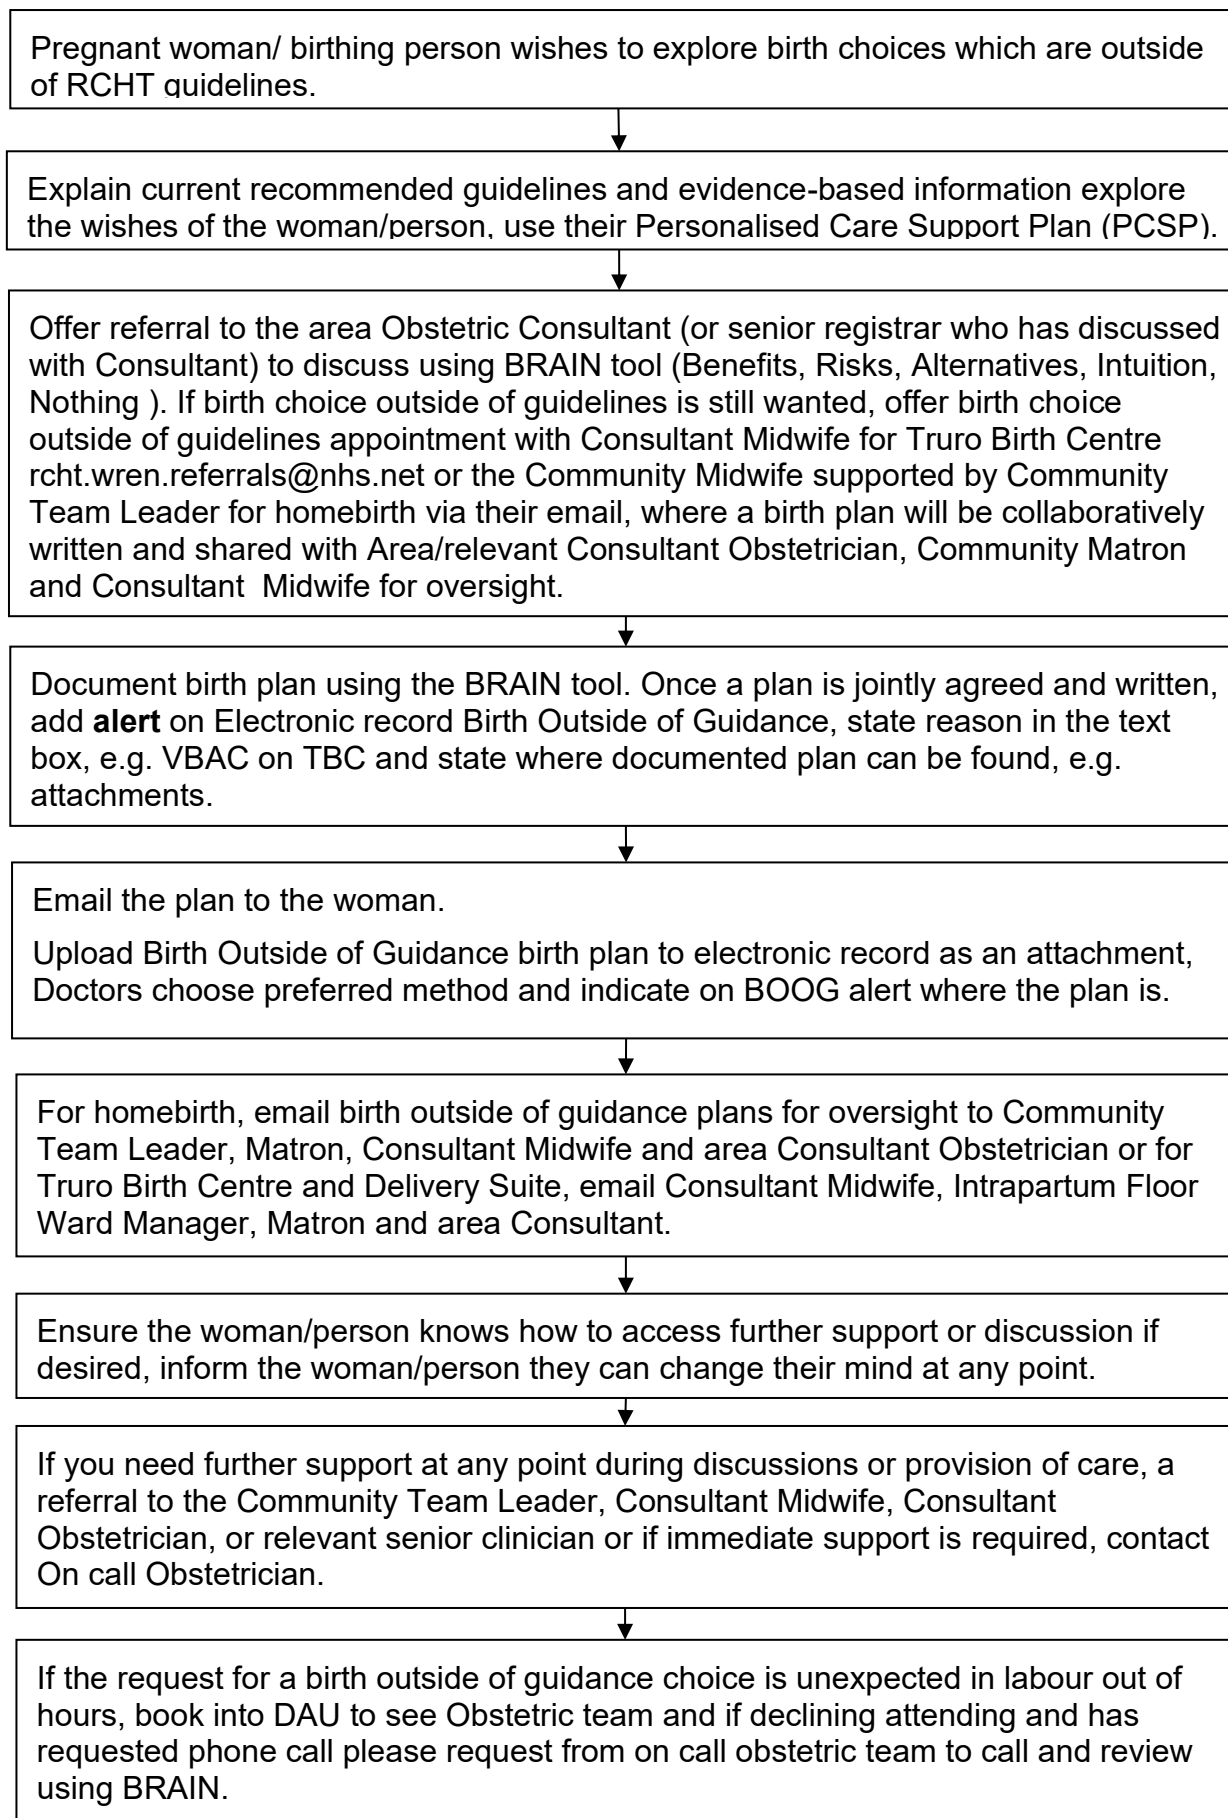 Pregnant woman/ birthing person wishes to explore birth choices which are outside
of RCHT guidelines.
Explain current recommended guidelines and evidence-based information explore
the wishes of the woman/person, use their Personalised Care Support Plan (PCSP).
Offer referral to the area Obstetric Consultant (or senior registrar who has discussed
with Consultant) to discuss using BRAIN tool (Benefits, Risks, Alternatives, Intuition,
Nothing ). If birth choice outside of guidelines is still wanted, offer birth choice
outside of guidelines appointment with Consultant Midwife for Truro Birth Centre
rcht.wren.referrals@nhs.net or the Community Midwife supported by Community
Team Leader for homebirth via their email, where a birth plan will be collaboratively
written and shared with Area/relevant Consultant Obstetrician, Community Matron
and Consultant  Midwife for oversight.
Document birth plan using the BRAIN tool. Once a plan is jointly agreed and written,
add alert on Electronic record Birth Outside of Guidance, state reason in the text
box, e.g. VBAC on TBC and state where documented plan can be found, e.g.
attachments.
Email the plan to the woman.
Upload Birth Outside of Guidance birth plan to electronic record as an attachment,
Doctors choose preferred method and indicate on BOOG alert where the plan is.
For homebirth, email birth outside of guidance plans for oversight to Community
Team Leader, Matron, Consultant Midwife and area Consultant Obstetrician or for
Truro Birth Centre and Delivery Suite, email Consultant Midwife, Intrapartum Floor
Ward Manager, Matron and area Consultant.
Ensure the woman/person knows how to access further support or discussion if
desired, inform the woman/person they can change their mind at any point.
If you need further support at any point during discussions or provision of care, a
referral to the Community Team Leader, Consultant Midwife, Consultant
Obstetrician, or relevant senior clinician or if immediate support is required, contact
On call Obstetrician.
If the request for a birth outside of guidance choice is unexpected in labour out of
hours, book into DAU to see Obstetric team and if declining attending and has
requested phone call please request from on call obstetric team to call and review
using BRAIN.